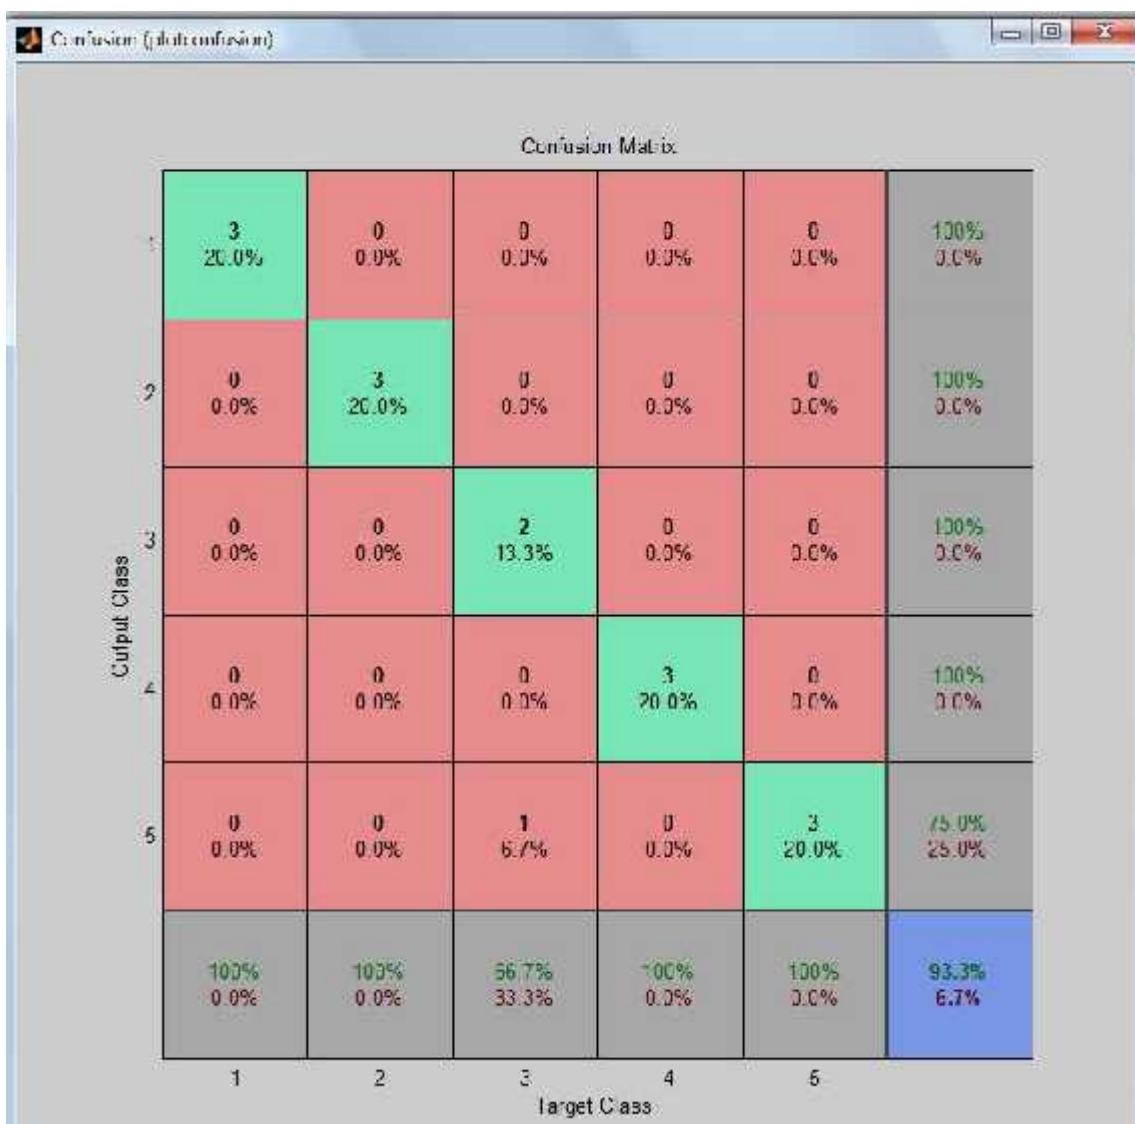 Confusion (plotconfusion)
Confusion Matrix
1
3 0 0 0 0 100%
20.0% 0.0% 0.0% 0.0% 0.0% 0.0%
2
0 3 0 0 0 100%
0.0% 20.0% 0.0% 0.0% 0.0% 0.0%
3
0 0 2 0 0 100%
0.0% 0.0% 13.3% 0.0% 0.0% 0.0%
4
0 0 0 3 0 100%
0.0% 0.0% 0.0% 20.0% 0.0% 0.0%
5
0 0 1 0 3 75.0%
0.0% 0.0% 6.7% 0.0% 20.0% 25.0%
100% 100% 66.7% 100% 100% 93.3%
0.0% 0.0% 33.3% 0.0% 0.0% 6.7%
1 2 3 4 5
Target Class
Output Class